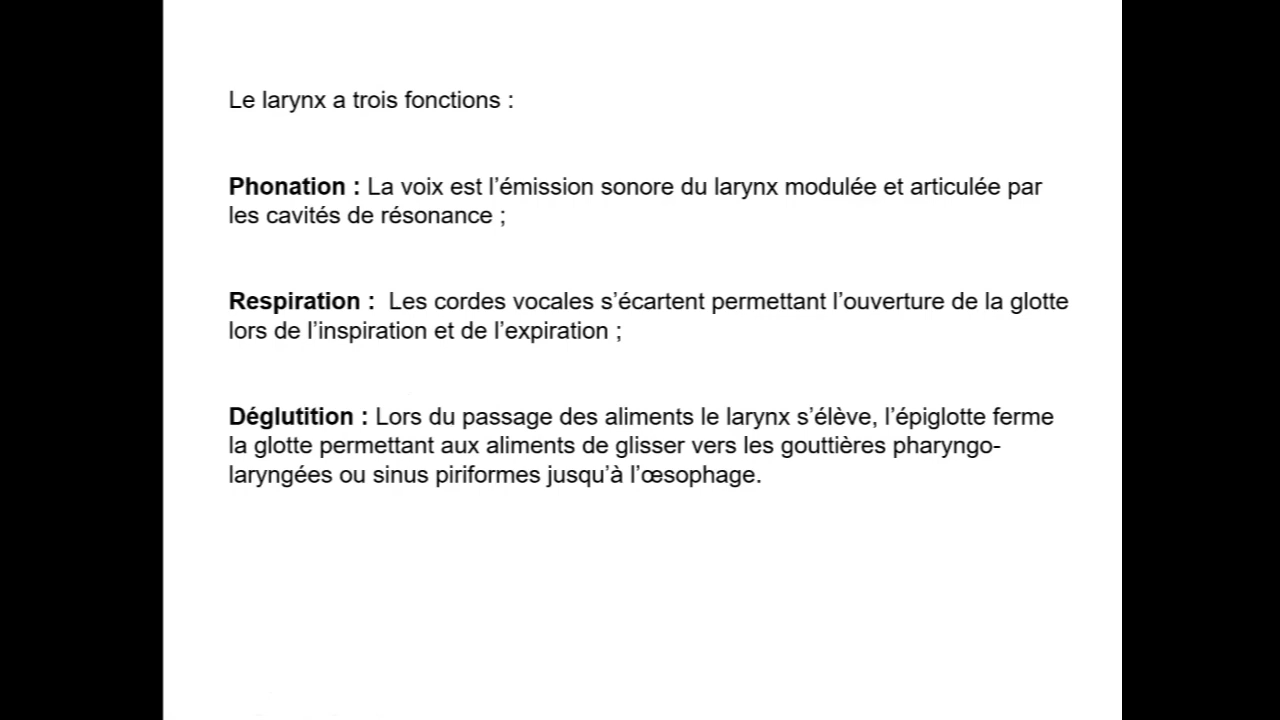 Le larynx a trois fonctions :
Phonation : La voix est l’émission sonore du larynx modulée et articulée par
les cavités de résonance ;
Respiration :  Les cordes vocales s’écartent permettant l’ouverture de la glotte
lors de l’inspiration et de l’expiration ;
Déglutition : Lors du passage des aliments le larynx s’élève, l’épiglotte ferme
la glotte permettant aux aliments de glisser vers les gouttières pharyngo-
laryngées ou sinus piriformes jusqu’à l’œsophage.